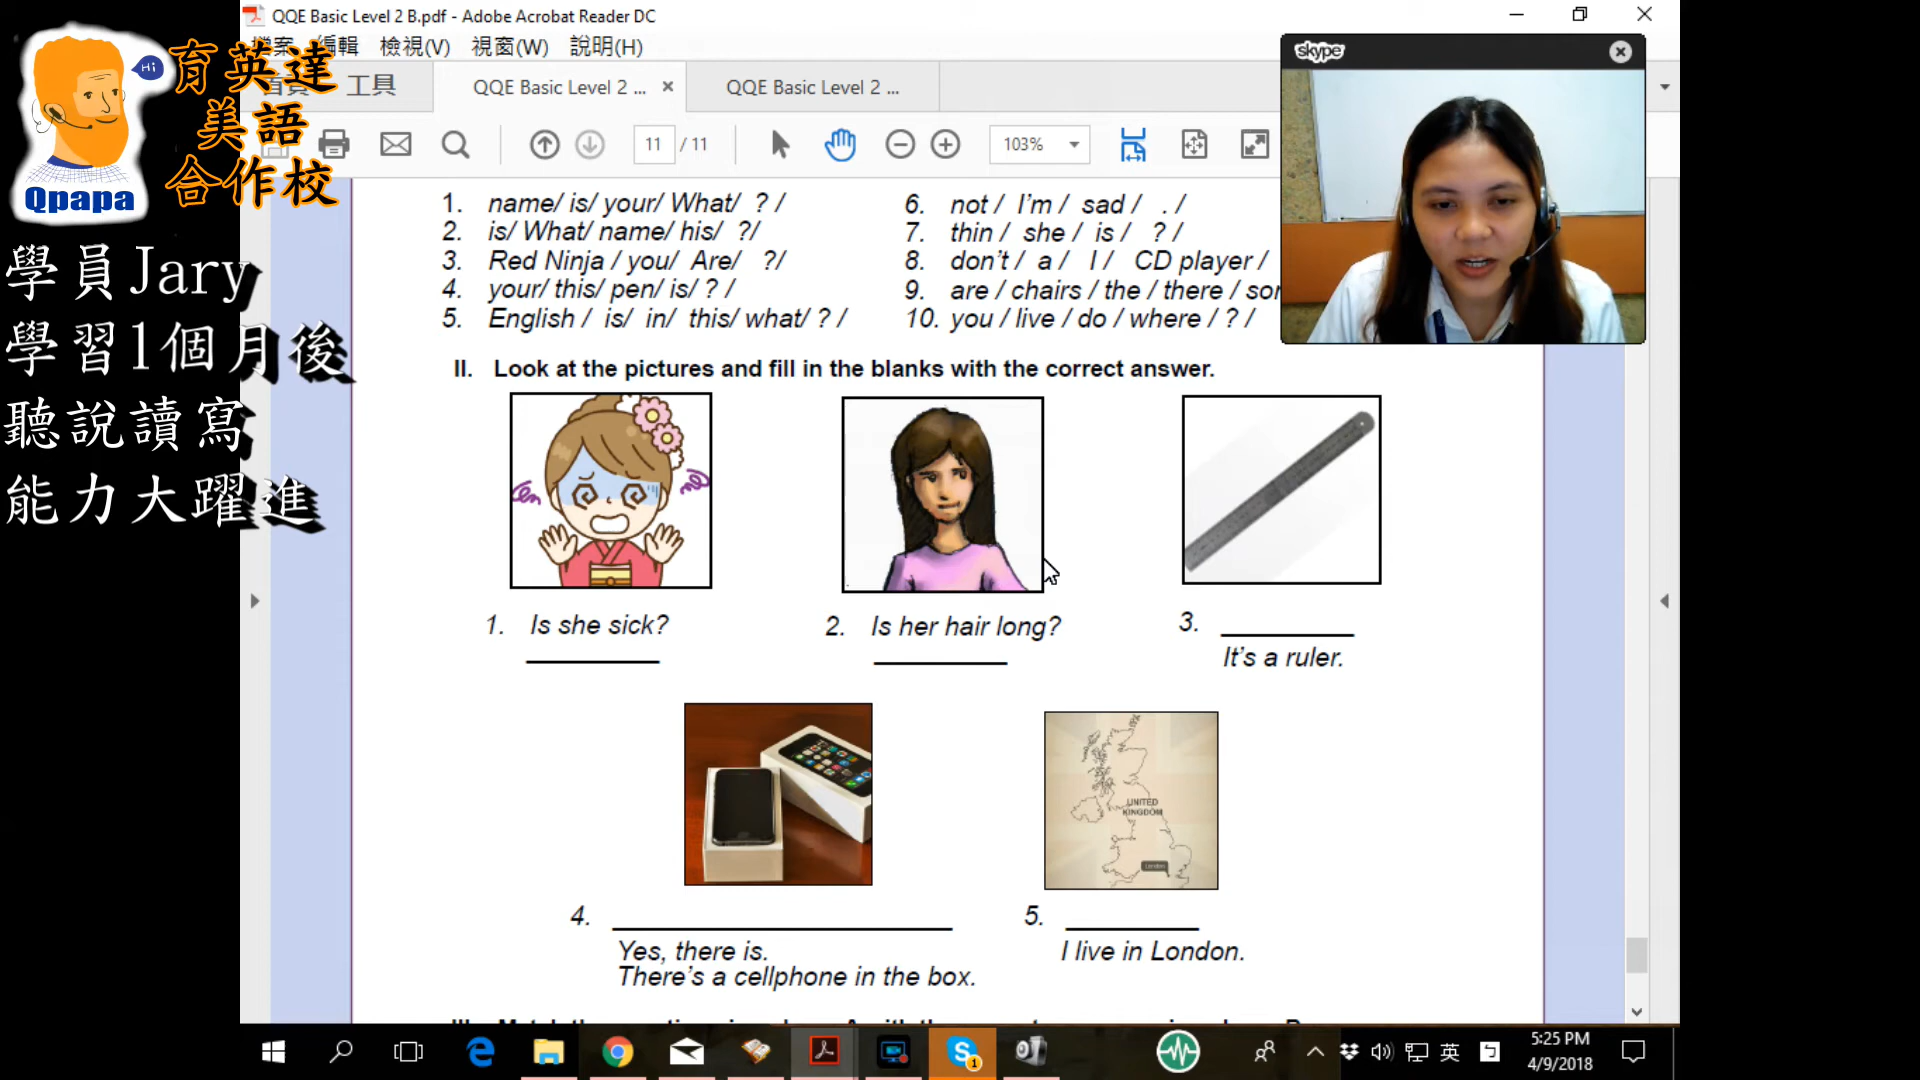 QQE Basic Level 2 B.pdf - Adobe Acrobat Reader DC
檔案 編輯 檢視(V) 視窗(W) 說明(H)
首頁 工具 QQE Basic Level 2 ... × QQE Basic Level 2 ...
11 / 11 103%
skype
Hi
Qpapa
育英達
美語
合作校
學員Jary
學習1個月後
聽說讀寫
能力大躍進
1. name/ is/ your/ What/ ? /
2. is/ What/ name/ his/ ?/
3. Red Ninja / you/ Are/ ?/
4. your/ this/ pen/ is/ ? /
5. English / is/ in/ this/ what/ ? /
6. not / I'm / sad / . /
7. thin / she / is / ? /
8. don't / a / I / CD player /
9. are / chairs / the / there /
10. you / live / do / where / ? /
II. Look at the pictures and fill in the blanks with the correct answer.
1. Is she sick?
2. Is her hair long?
3.
It's a ruler.
UNITED
KINGDOM
London
4.
Yes, there is.
There's a cellphone in the box.
5.
I live in London.
英
5:25 PM
4/9/2018